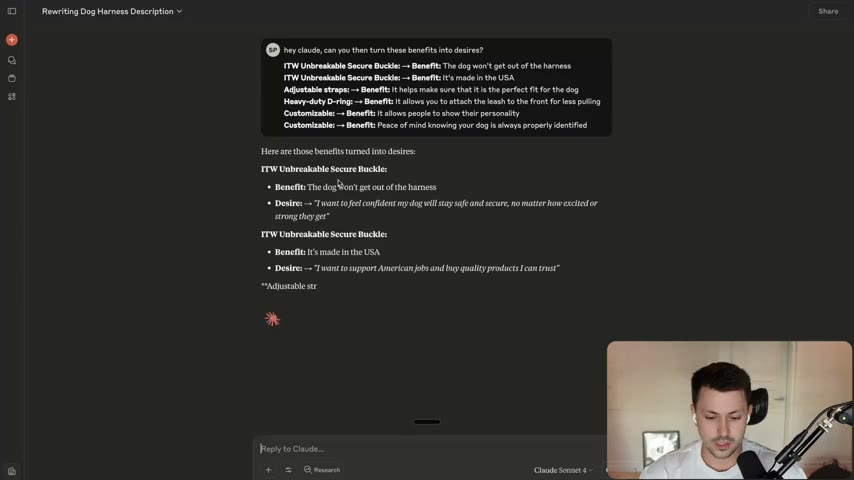 Rewriting Dog Harness Description
Share
SP
hey claude, can you then turn these benefits into desires?
ITW Unbreakable Secure Buckle: → Benefit: The dog won't get out of the harness
ITW Unbreakable Secure Buckle: → Benefit: It's made in the USA
Adjustable straps: → Benefit: It helps make sure that it is the perfect fit for the dog
Heavy-duty D-ring: → Benefit: It allows you to attach the leash to the front for less pulling
Customizable: → Benefit: It allows people to show their personality
Customizable: → Benefit: Peace of mind knowing your dog is always properly identified
Here are those benefits turned into desires:
ITW Unbreakable Secure Buckle:
• Benefit: The dog won't get out of the harness
• Desire: → "I want to feel confident my dog will stay safe and secure, no matter how excited or
strong they get"
ITW Unbreakable Secure Buckle:
• Benefit: It's made in the USA
• Desire: → "I want to support American jobs and buy quality products I can trust"
**Adjustable str
Reply to Claude...
Research
Claude Sonnet 4